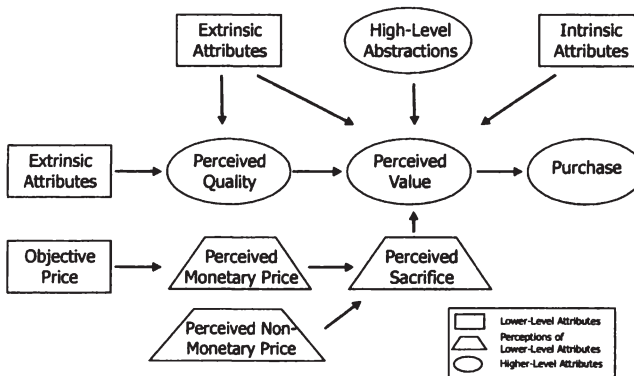 Extrinsic
Attributes
High-Level
Abstractions
Intrinsic
Attributes
Extrinsic
Attributes
Perceived
Quality
Perceived
Value
Purchase
Objective
Price
Perceived
Monetary Price
Perceived
Sacrifice
Perceived Non-
Monetary Price
Lower-Level Attributes
Perceptions of
Lower-Level Attributes
Higher-Level Attributes